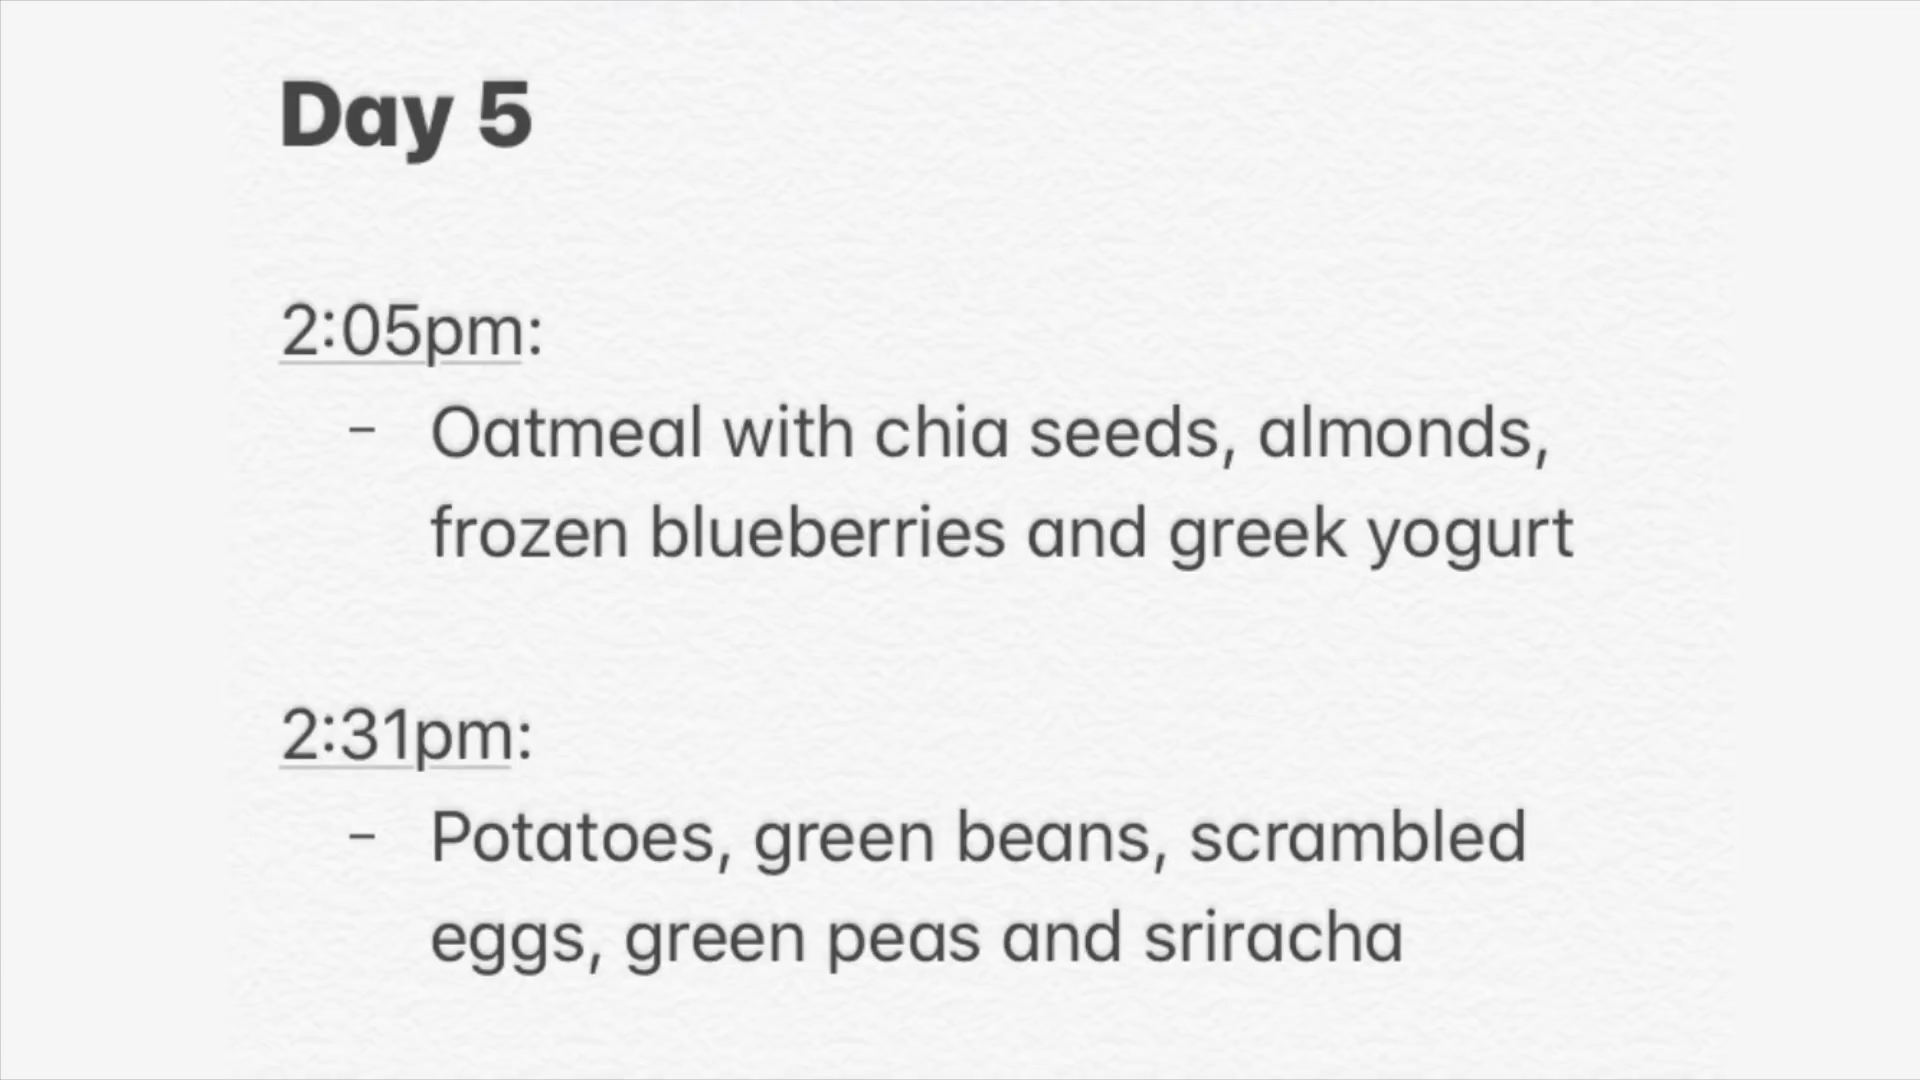 Day 5
2:05pm:
– Oatmeal with chia seeds, almonds,
frozen blueberries and greek yogurt
2:31pm:
– Potatoes, green beans, scrambled
eggs, green peas and sriracha